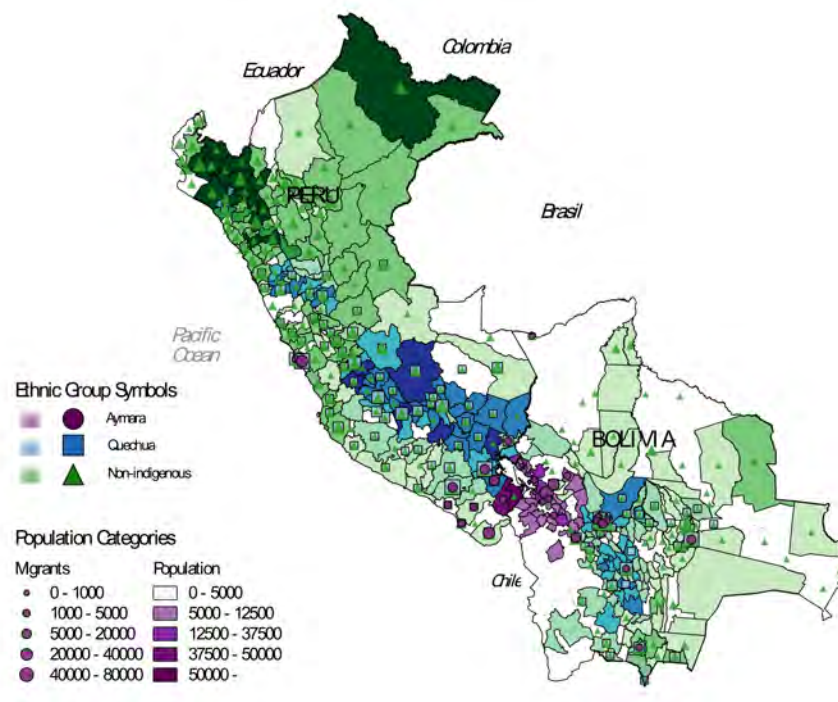 Colombia
Ecuador
PERU
Brasil
Pacific
Ocean
Ethnic Group Symbols
Aymara
Quechua
Non-indigenous
BOLIVIA
Population Categories
Migrants Population
Chile
0 - 1000 0 - 5000
1000 - 5000 5000 - 12500
5000 - 20000 12500 - 37500
20000 - 40000 37500 - 50000
40000 - 80000 50000 -